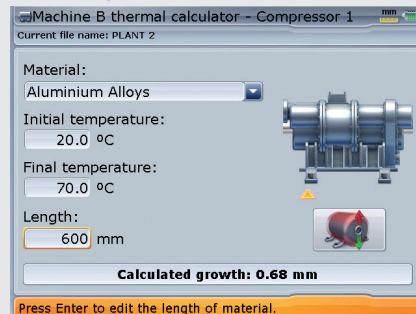 Machine B thermal calculator - Compressor 1 mm
Current file name: PLANT 2
Material:
Aluminium Alloys
Initial temperature:
20.0 ºC
Final temperature:
70.0 ºC
Length:
600 mm
Calculated growth: 0.68 mm
Press Enter to edit the length of material.